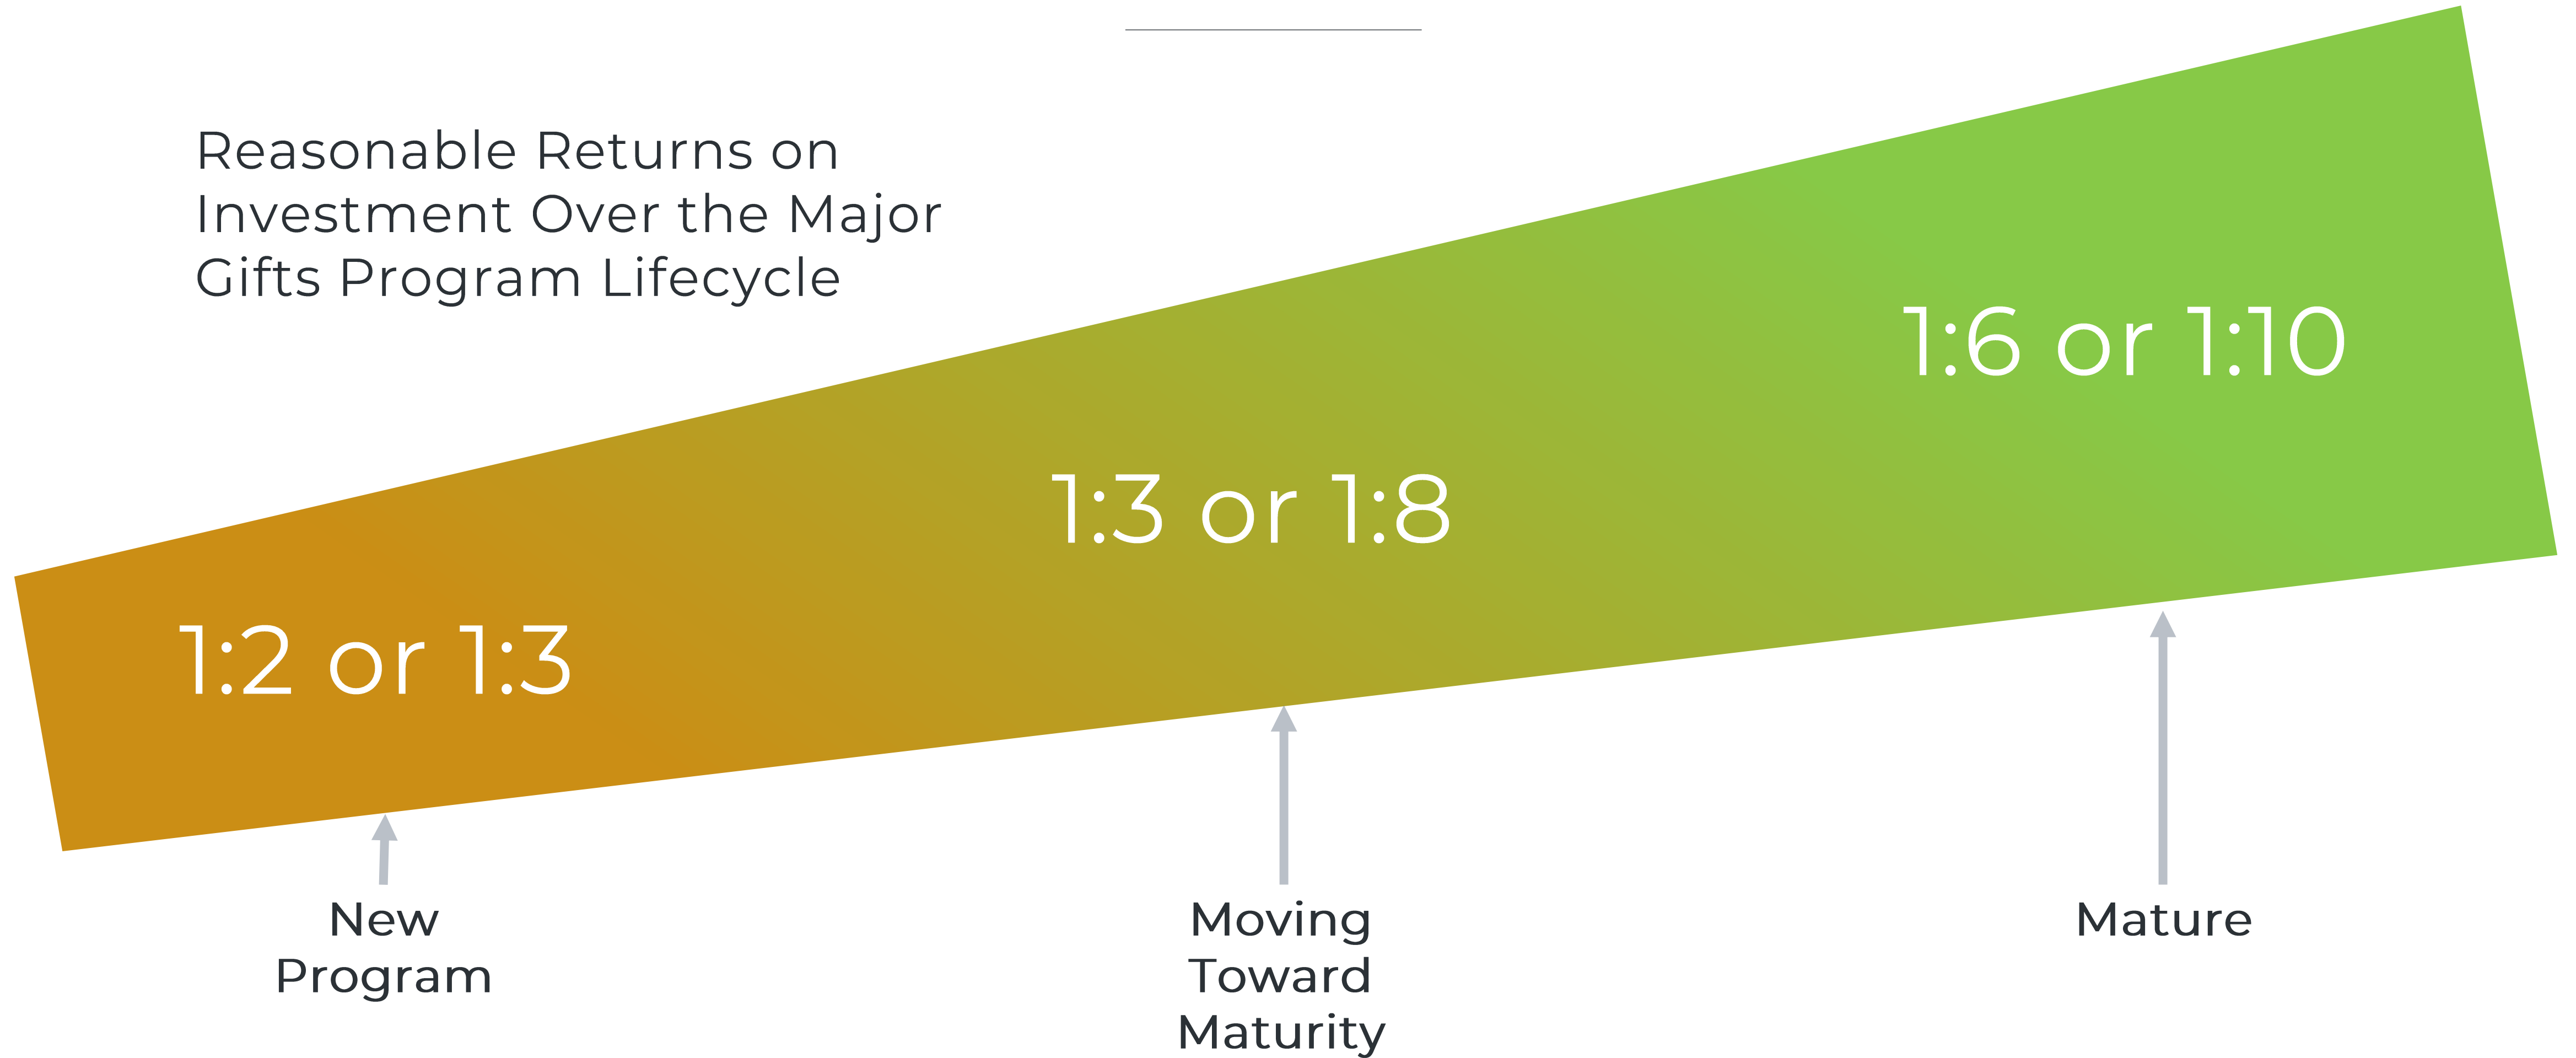 Reasonable Returns on
Investment Over the Major
Gifts Program Lifecycle
1:6 or 1:10
1:3 or 1:8
1:2 or 1:3
New
Program
Moving
Toward
Maturity
Mature